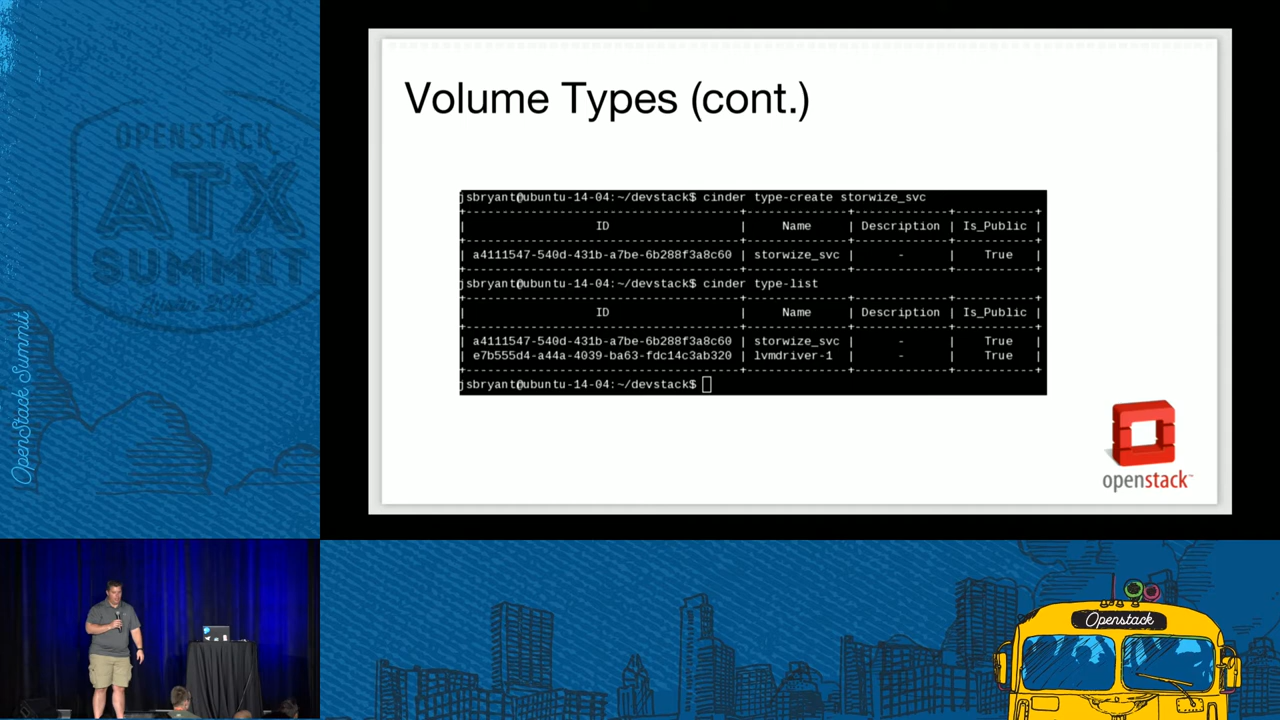 OPENSTACK
ATX
SUMMIT
Austin 2016
OpenStack Summit
Volume Types (cont.)
jsbryant@ubuntu-14-04:~/devstack$ cinder type-create storwize_svc
| ID | Name | Description | Is_Public |
| a4111547-540d-431b-a7be-6b288f3a8c60 | storwize_svc | - | True |
jsbryant@ubuntu-14-04:~/devstack$ cinder type-list
| ID | Name | Description | Is_Public |
| a4111547-540d-431b-a7be-6b288f3a8c60 | storwize_svc | - | True |
| e7b555d4-a44a-4039-ba63-fdc14c3ab320 | lvmdriver-1 | - | True |
jsbryant@ubuntu-14-04:~/devstack$
openstack™
Openstack